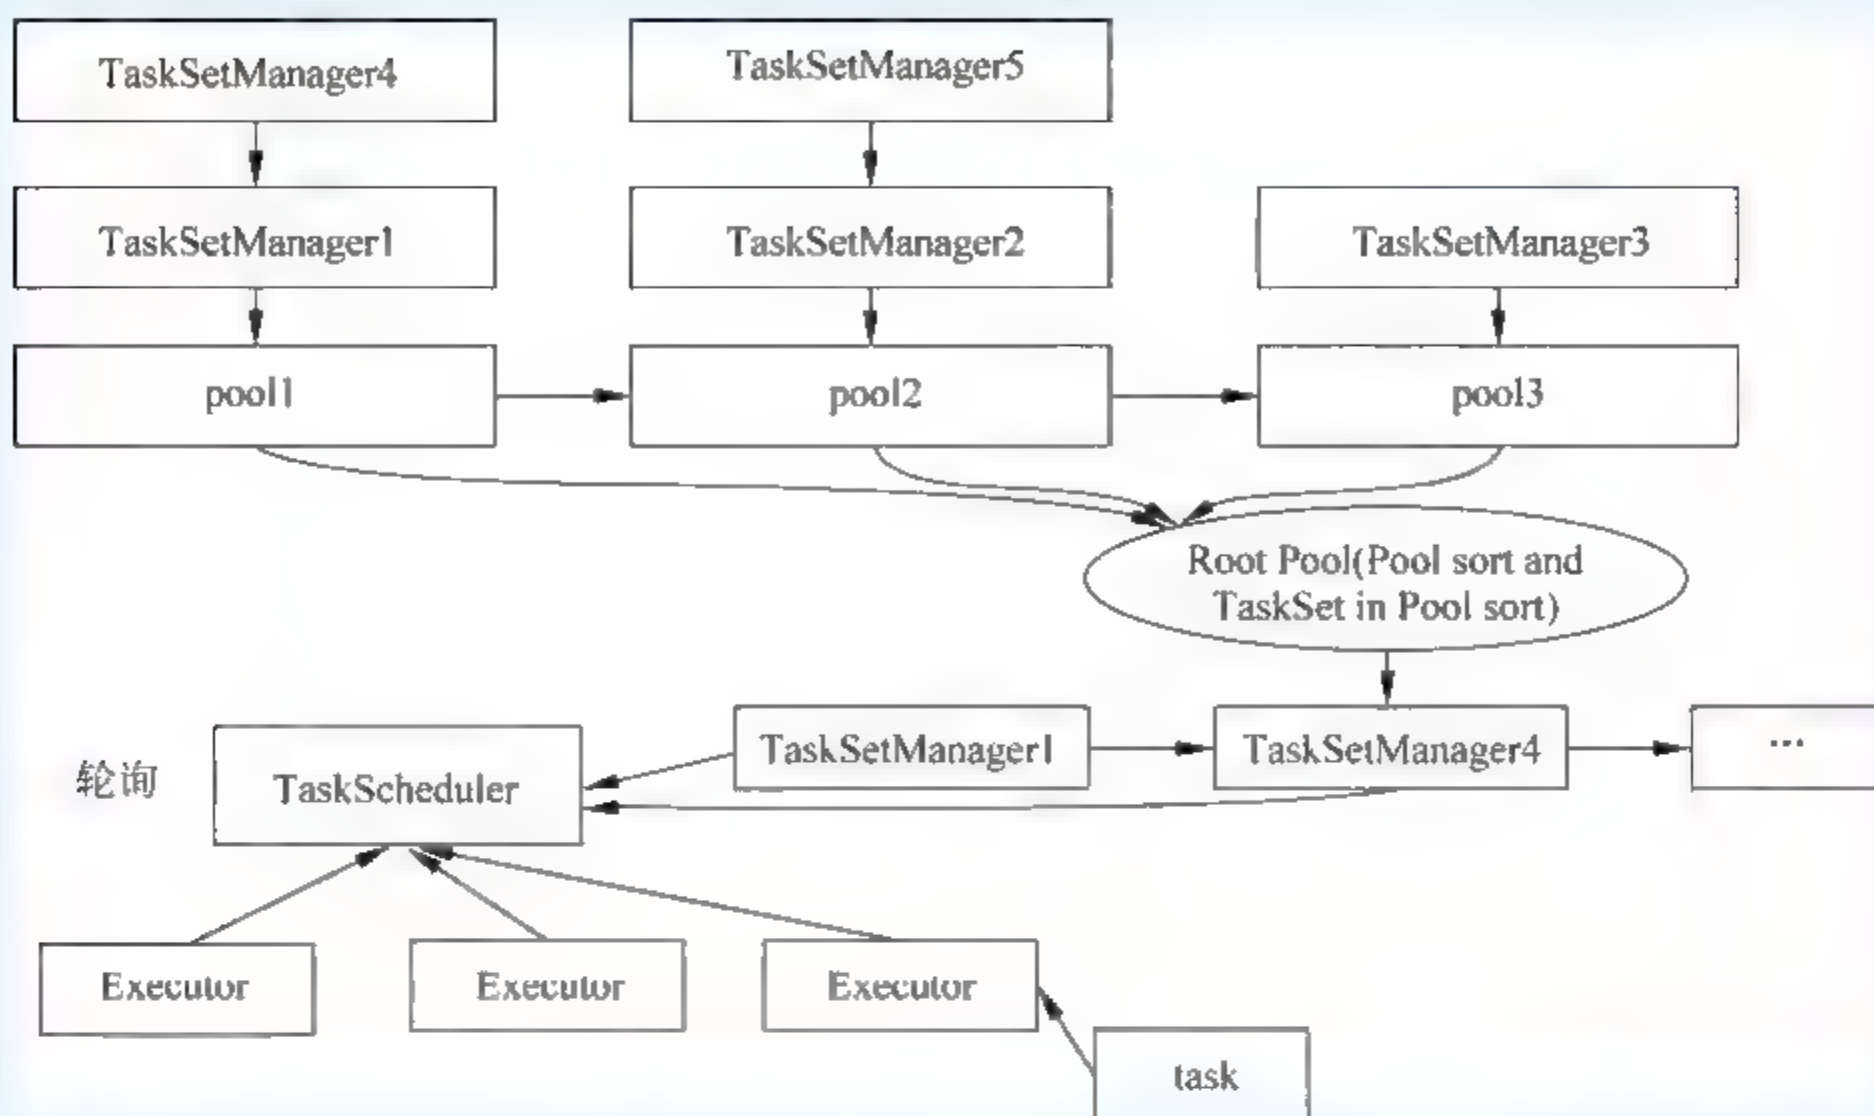 TaskSetManager4
TaskSetManager5
TaskSetManager1
TaskSetManager2
TaskSetManager3
pool1
pool2
pool3
Root Pool(Pool sort and
TaskSet in Pool sort)
轮询
TaskScheduler
TaskSetManager1
TaskSetManager4
...
Executor
Executor
Executor
task